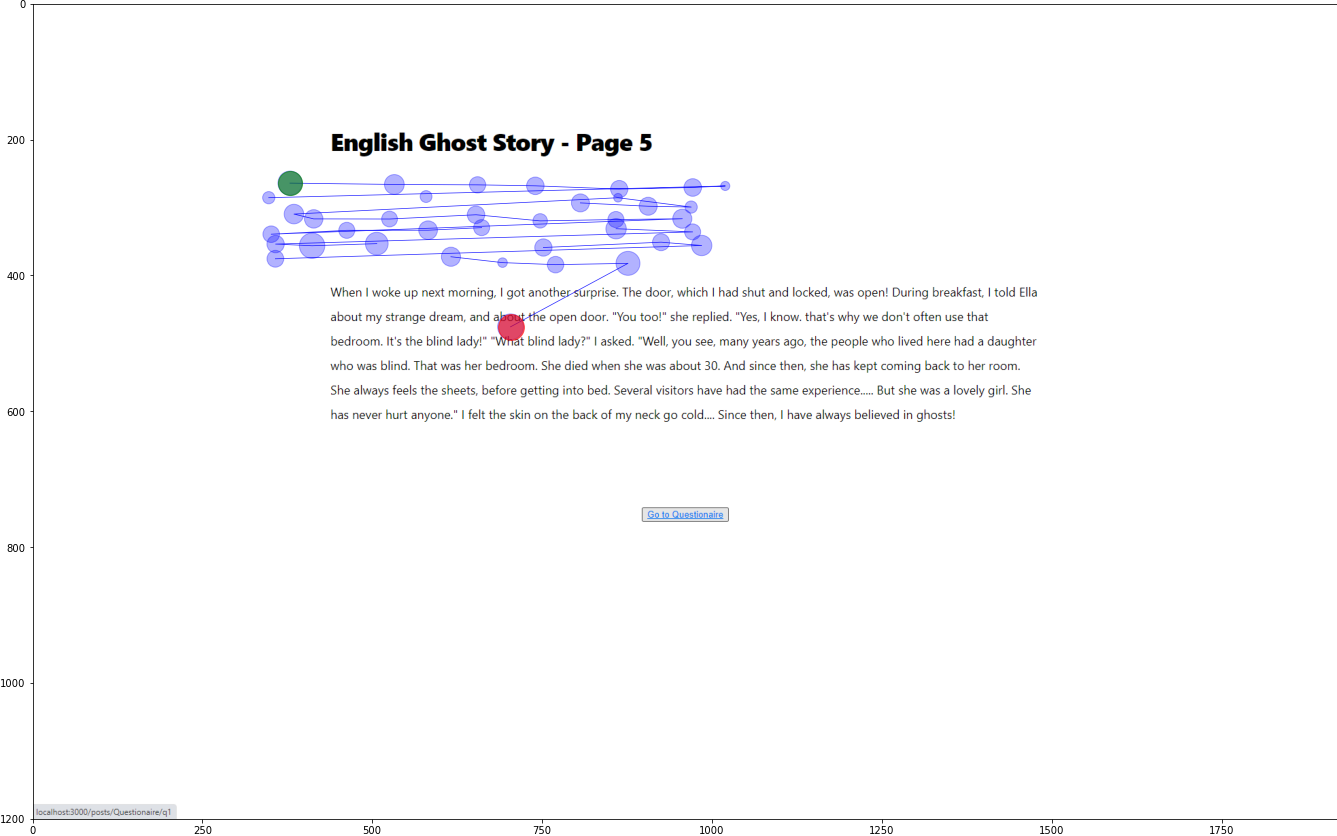 0
200
English Ghost Story - Page 5
400
When I woke up next morning, I got another surprise. The door, which I had shut and locked, was open! During breakfast, I told Ella
about my strange dream, and about the open door. "You too!" she replied. "Yes, I know. that's why we don't often use that
bedroom. It's the blind lady!" "What blind lady?" I asked. "Well, you see, many years ago, the people who lived here had a daughter
who was blind. That was her bedroom. She died when she was about 30. And since then, she has kept coming back to her room.
She always feels the sheets, before getting into bed. Several visitors have had the same experience..... But she was a lovely girl. She
600
has never hurt anyone." I felt the skin on the back of my neck go cold.... Since then, I have always believed in ghosts!
Go to Questionaire
800
1000
localhost:3000/posts/Questionaire/q1
1200
0 250 500 750 1000 1250 1500 1750